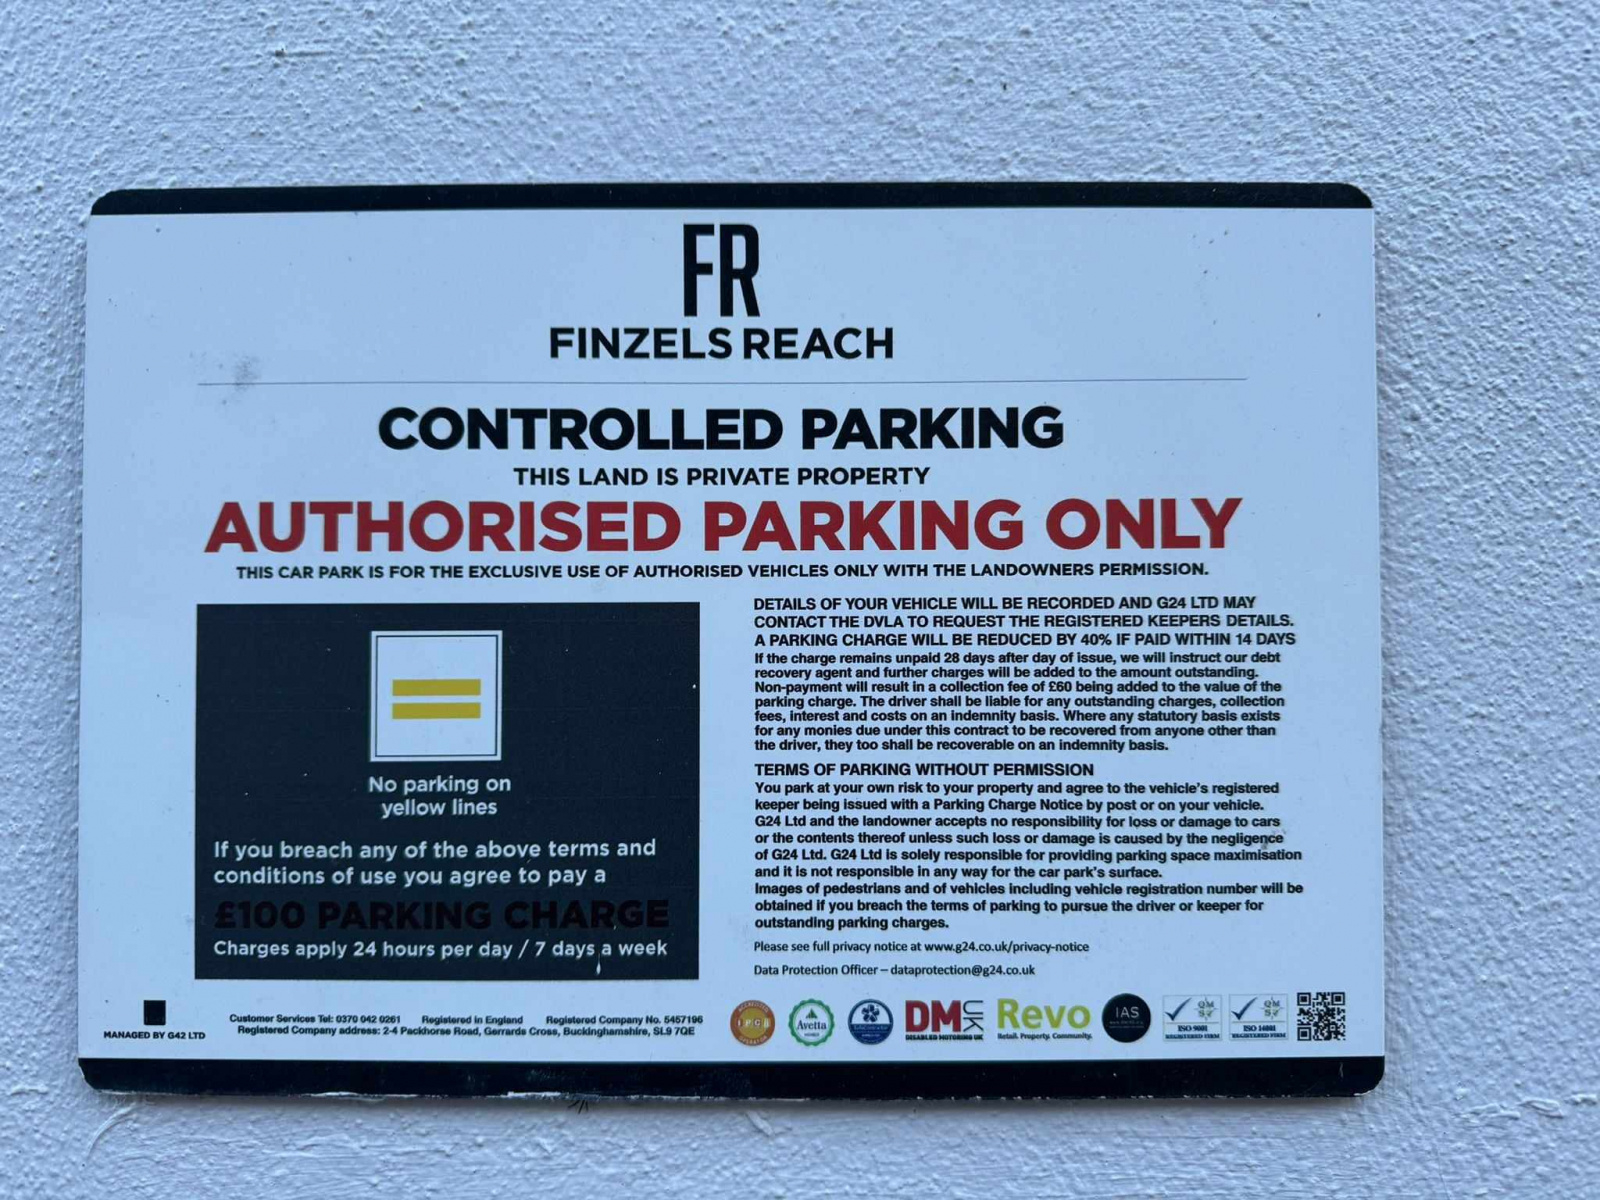 FR
FINZELS REACH
CONTROLLED PARKING
THIS LAND IS PRIVATE PROPERTY
AUTHORISED PARKING ONLY
THIS CAR PARK IS FOR THE EXCLUSIVE USE OF AUTHORISED VEHICLES ONLY WITH THE LANDOWNERS PERMISSION.
No parking on
yellow lines
If you breach any of the above terms and
conditions of use you agree to pay a
£100 PARKING CHARGE
Charges apply 24 hours per day / 7 days a week
DETAILS OF YOUR VEHICLE WILL BE RECORDED AND G24 LTD MAY
CONTACT THE DVLA TO REQUEST THE REGISTERED KEEPERS DETAILS.
A PARKING CHARGE WILL BE REDUCED BY 40% IF PAID WITHIN 14 DAYS
If the charge remains unpaid 28 days after day of issue, we will instruct our debt
recovery agent and further charges will be added to the amount outstanding.
Non-payment will result in a collection fee of £60 being added to the value of the
parking charge. The driver shall be liable for any outstanding charges, collection
fees, interest and costs on an indemnity basis. Where any statutory basis exists
for any monies due under this contract to be recovered from anyone other than
the driver, they too shall be recoverable on an indemnity basis.
TERMS OF PARKING WITHOUT PERMISSION
You park at your own risk to your property and agree to the vehicle's registered
keeper being issued with a Parking Charge Notice by post or on your vehicle.
G24 Ltd and the landowner accepts no responsibility for loss or damage to cars
or the contents thereof unless such loss or damage is caused by the negligence
of G24 Ltd. G24 Ltd is solely responsible for providing parking space maximisation
and it is not responsible in any way for the car park's surface.
Images of pedestrians and of vehicles including vehicle registration number will be
obtained if you breach the terms of parking to pursue the driver or keeper for
outstanding parking charges.
Please see full privacy notice at www.g24.co.uk/privacy-notice
Data Protection Officer – dataprotection@g24.co.uk
MANAGED BY G42 LTD
Customer Services Tel: 0370 042 0261 Registered in England Registered Company No. 5457196
Registered Company address: 2-4 Packhorse Road, Gerrards Cross, Buckinghamshire, SL9 7QE
IPCB
Avetta
DMUK
DISABLED MOTORING UK
Revo
Retail. Property. Community.
IAS
QMS
ISO 9001
REGISTERED FIRM
QMS
ISO 14001
REGISTERED FIRM